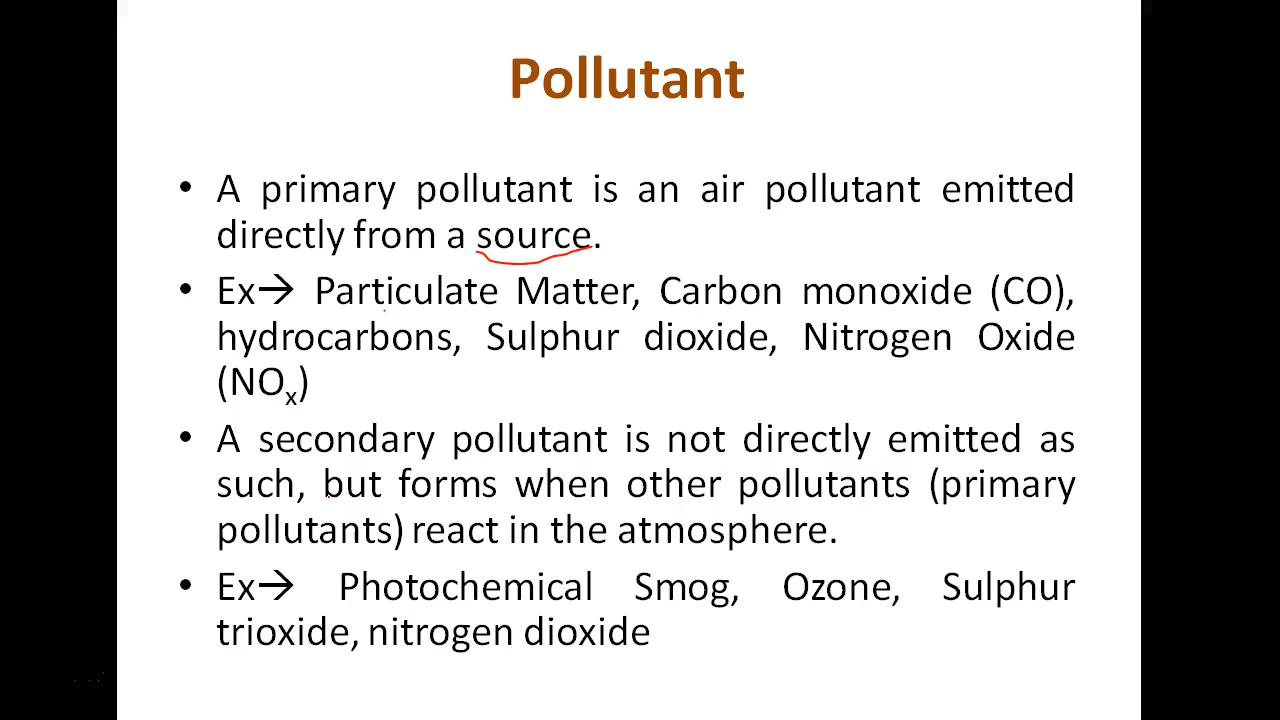 Pollutant
• A primary pollutant is an air pollutant emitted
directly from a source.
• Ex→ Particulate Matter, Carbon monoxide (CO),
hydrocarbons, Sulphur dioxide, Nitrogen Oxide
(NOx)
• A secondary pollutant is not directly emitted as
such, but forms when other pollutants (primary
pollutants) react in the atmosphere.
• Ex→ Photochemical Smog, Ozone, Sulphur
trioxide, nitrogen dioxide